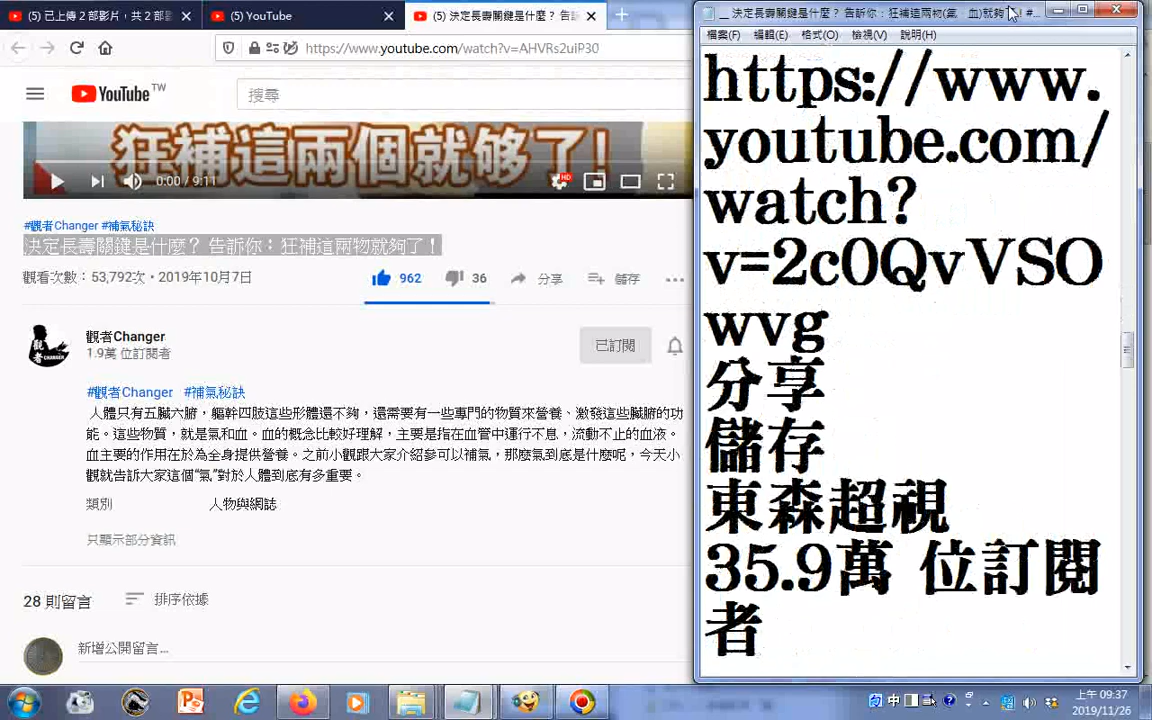 (5) 已上傳 2 部影片，共 2 部影
(5) YouTube
(5) 決定長壽關鍵是什麼？ 告訴
https://www.youtube.com/watch?v=AHVRs2uiP30
YouTube TW
搜尋
狂補這兩個就够了!
0:00 / 9:11
HD
#觀者Changer #補氣秘訣
決定長壽關鍵是什麼？ 告訴你：狂補這兩物就夠了！
觀看次數：53,792次・2019年10月7日
962
36
分享
儲存
觀者CHANGER
觀者Changer
1.9萬 位訂閱者
已訂閱
#觀者Changer #補氣秘訣
人體只有五臟六腑，軀幹四肢這些形體還不夠，還需要有一些專門的物質來營養、激發這些臟腑的功
能。這些物質，就是氣和血。血的概念比較好理解，主要是指在血管中運行不息，流動不止的血液。
血主要的作用在於為全身提供營養。之前小觀跟大家介紹參可以補氣，那麼氣到底是什麼呢，今天小
觀就告訴大家這個“氣”對於人體到底有多重要。
類別
人物與網誌
只顯示部分資訊
28 則留言
排序依據
新增公開留言...
__ 決定長壽關鍵是什麼？ 告訴你：狂補這兩物(氣 血)就夠 #...
檔案(F) 編輯(E) 格式(O) 檢視(V) 說明(H)
https://www.
youtube.com/
watch?
v=2c0QvVSO
wvg
分享
儲存
東森超視
35.9萬 位訂閱
者
中
上午 09:37
2019/11/26